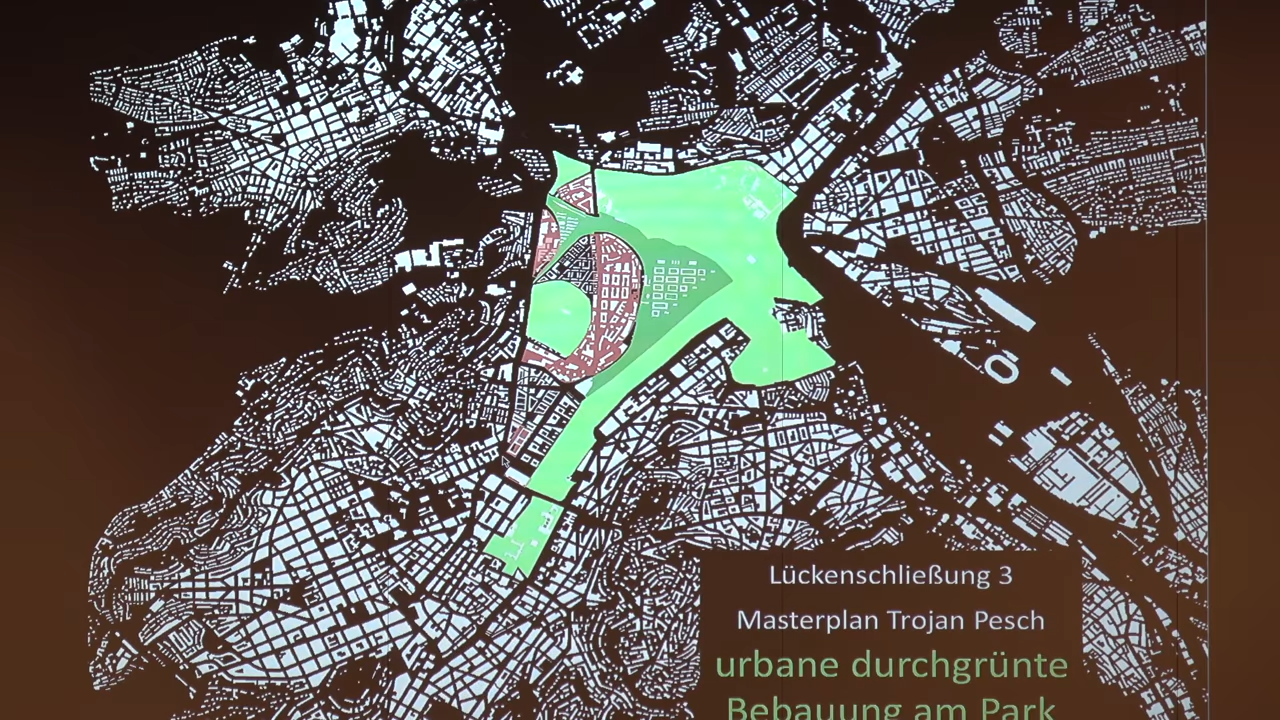 Lückenschließung 3
Masterplan Trojan Pesch
urbane durchgrünte
Bebauung am Park